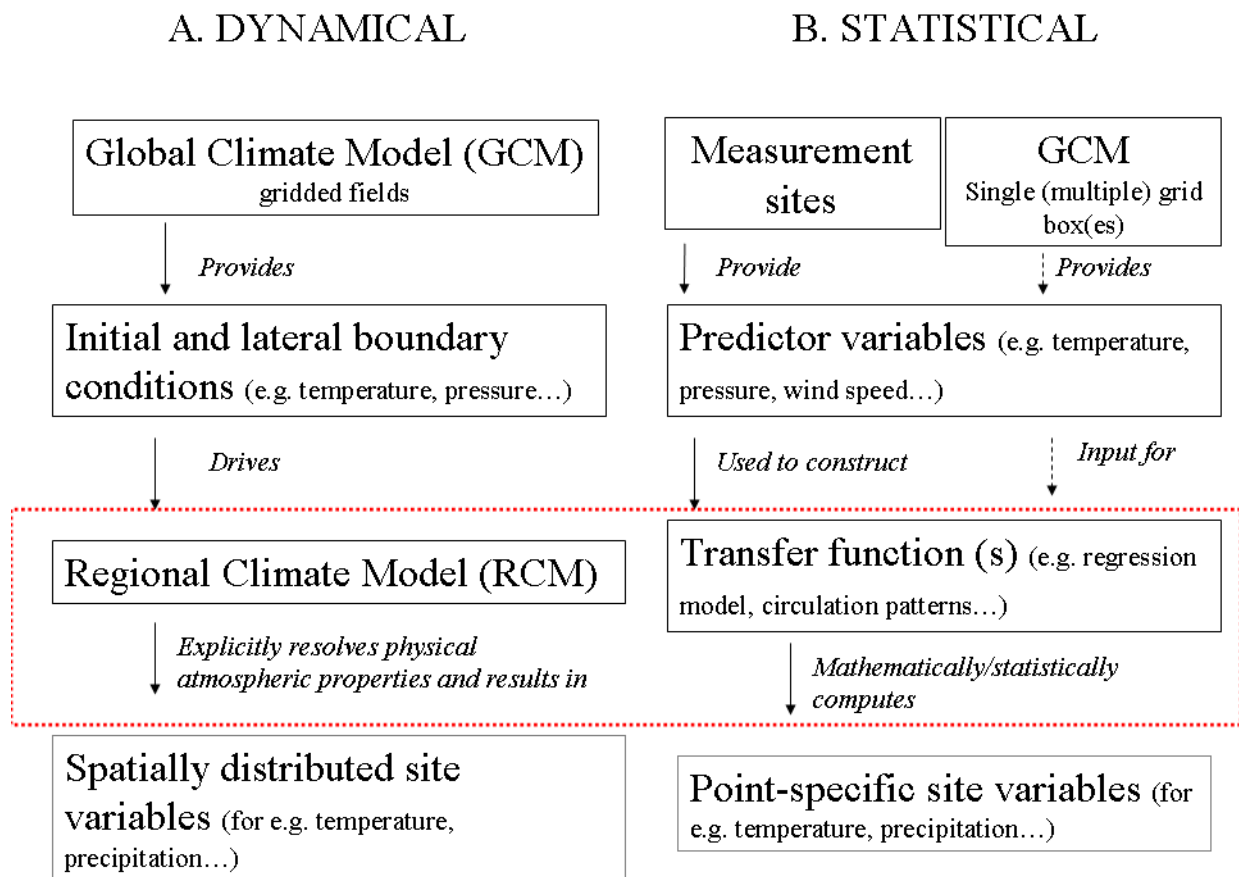 A. DYNAMICAL
Global Climate Model (GCM)
gridded fields
Provides
Initial and lateral boundary
conditions (e.g. temperature, pressure…)
Drives
Regional Climate Model (RCM)
Explicitly resolves physical
atmospheric properties and results in
Spatially distributed site
variables (for e.g. temperature,
precipitation…)
B. STATISTICAL
Measurement
sites
GCM
Single (multiple) grid
box(es)
Provide
Provides
Predictor variables (e.g. temperature,
pressure, wind speed…)
Used to construct
Input for
Transfer function (s) (e.g. regression
model, circulation patterns…)
Mathematically/statistically
computes
Point-specific site variables (for
e.g. temperature, precipitation…)